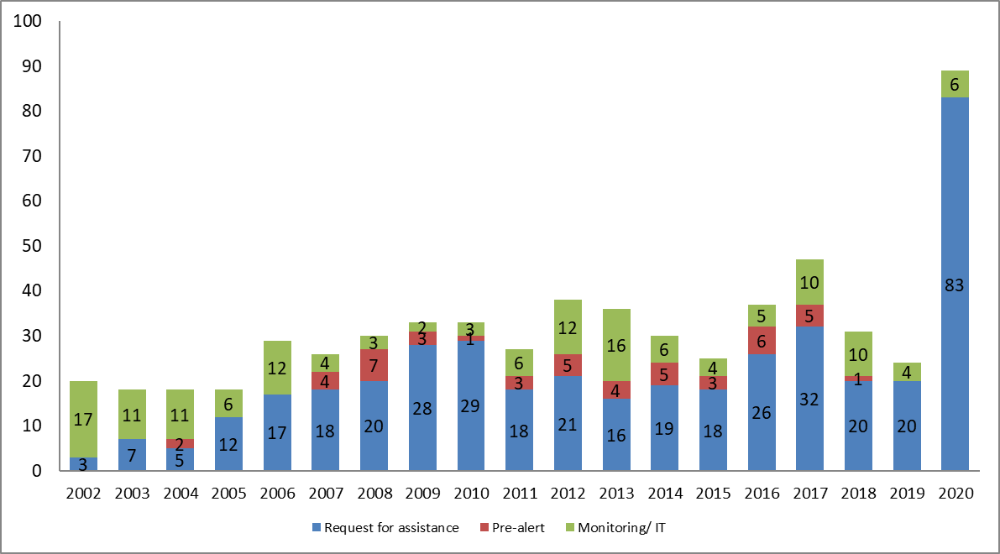 100
90
80
70
60
50
40
30
20
10
0
3 7 5 12 17 18 20 28 29 18 21 16 19 18 26 32 20 20 83
2 4 7 3 1 3 5 4 5 3 6 5 1
17 11 11 6 12 4 3 2 3 6 12 16 6 4 5 10 10 4 6
2002 2003 2004 2005 2006 2007 2008 2009 2010 2011 2012 2013 2014 2015 2016 2017 2018 2019 2020
Request for assistance Pre-alert Monitoring/ IT